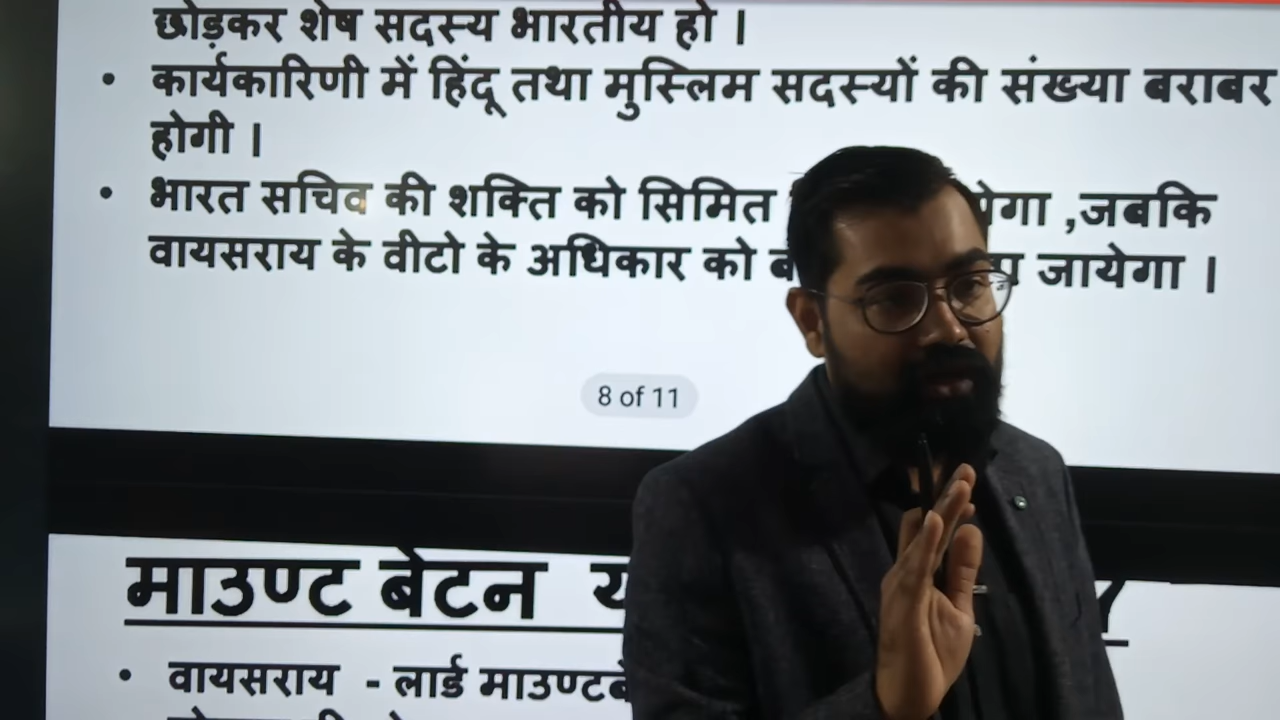 छोड़कर शेष सदस्य भारतीय हो ।
• कार्यकारिणी में हिंदू तथा मुस्लिम सदस्यों की संख्या बराबर
होगी ।
• भारत सचिव की शक्ति को सिमित ,जबकि
वायसराय के वीटो के अधिकार को जायेगा ।
8 of 11
माउण्ट बेटन
• वायसराय - लार्ड